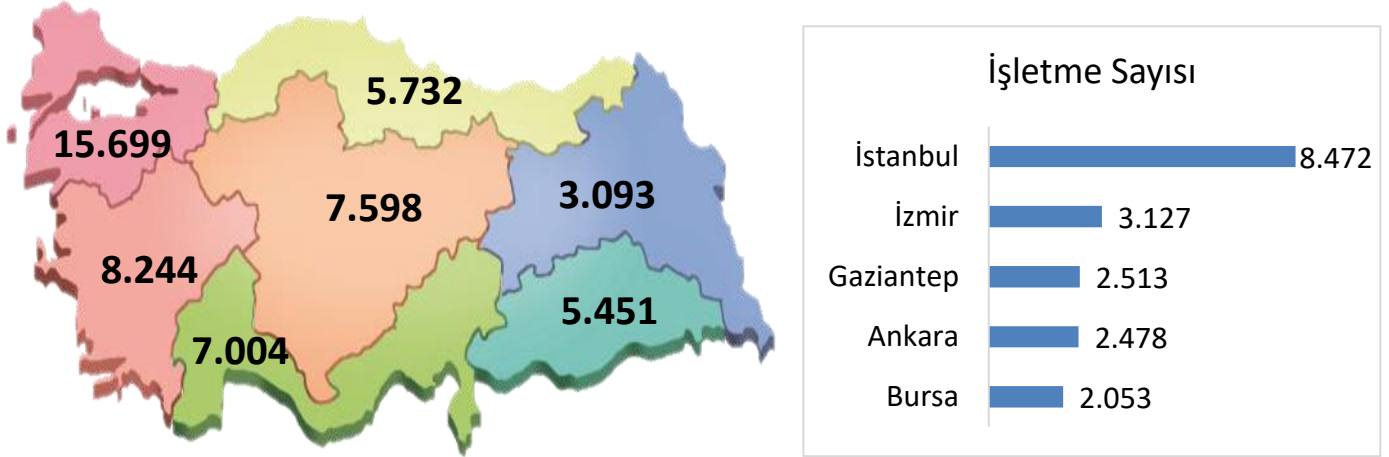 5.732
15.699
7.598
3.093
8.244
5.451
7.004
İşletme Sayısı
İstanbul 8.472
İzmir 3.127
Gaziantep 2.513
Ankara 2.478
Bursa 2.053